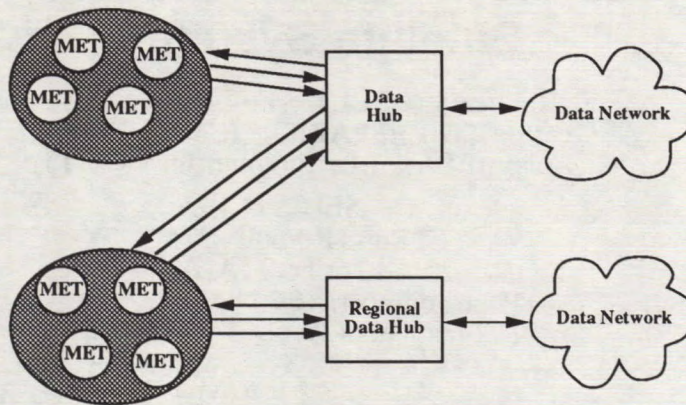 MET
MET
MET
MET
Data
Hub
Data Network
MET
MET
MET
MET
Regional
Data Hub
Data Network